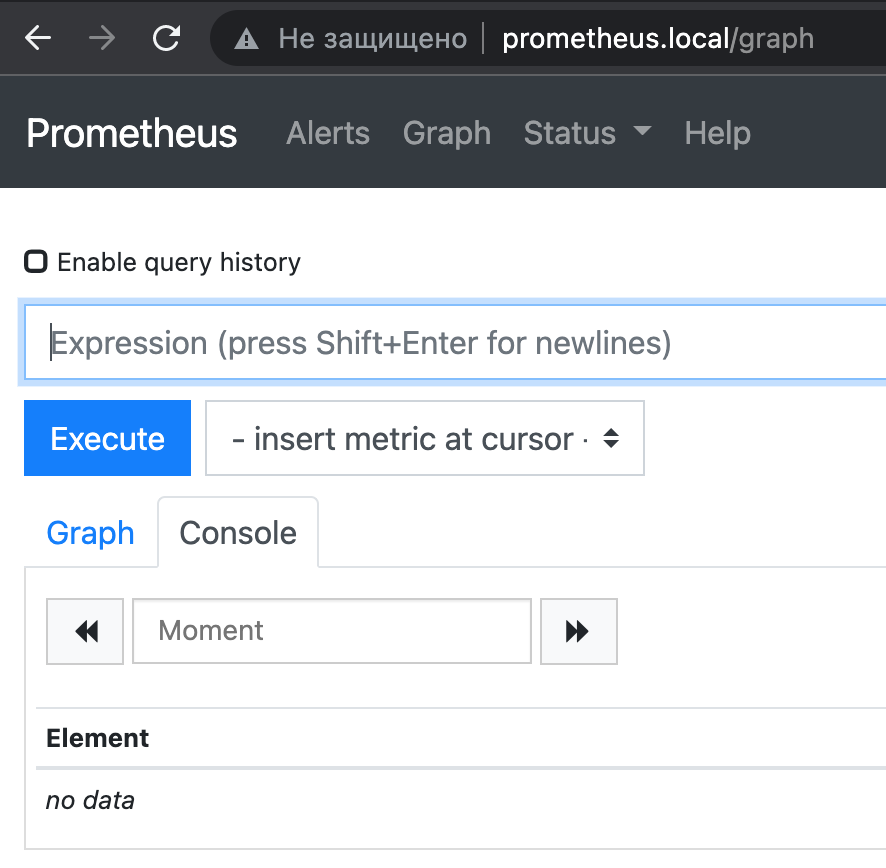 Не защищено prometheus.local/graph
Prometheus Alerts Graph Status Help
Enable query history
Expression (press Shift+Enter for newlines)
Execute - insert metric at cursor ·
Graph Console
Moment
Element
no data